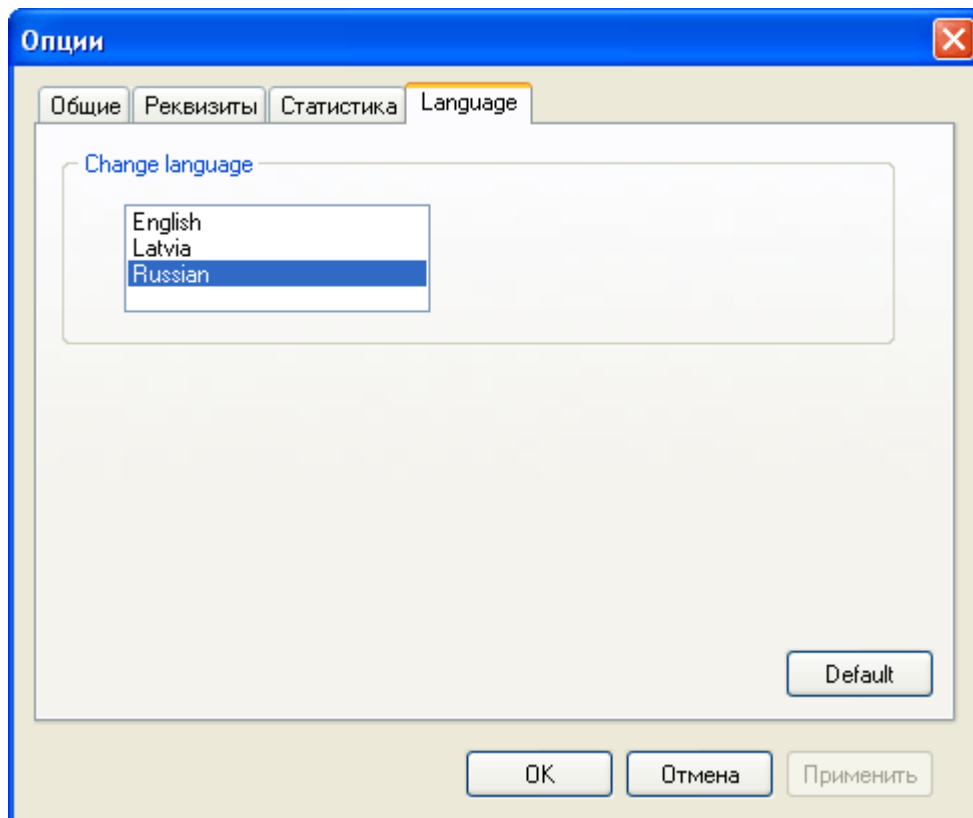 Опции
Общие Реквизиты Статистика Language
Change language
English
Latvia
Russian
Default
OK Отмена Применить